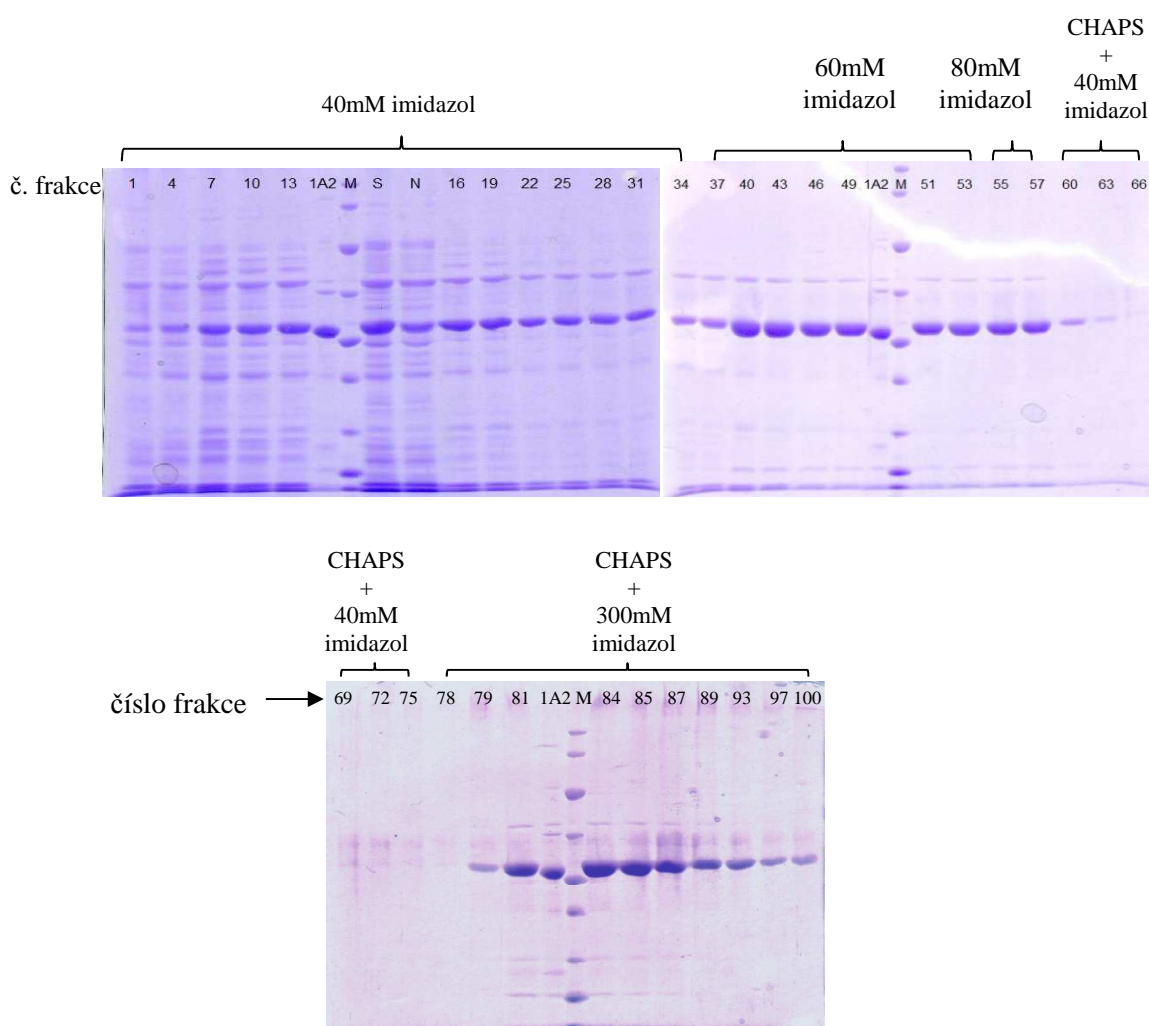 CHAPS
+
40mM
imidazol
60mM
imidazol
80mM
imidazol
40mM imidazol
č. frakce
1 4 7 10 13 1A2 M S N 16 19 22 25 28 31
34 37 40 43 46 49 1A2 M 51 53 55 57 60 63 66
CHAPS
+
40mM
imidazol
CHAPS
+
300mM
imidazol
číslo frakce
69 72 75 78 79 81 1A2 M 84 85 87 89 93 97 100